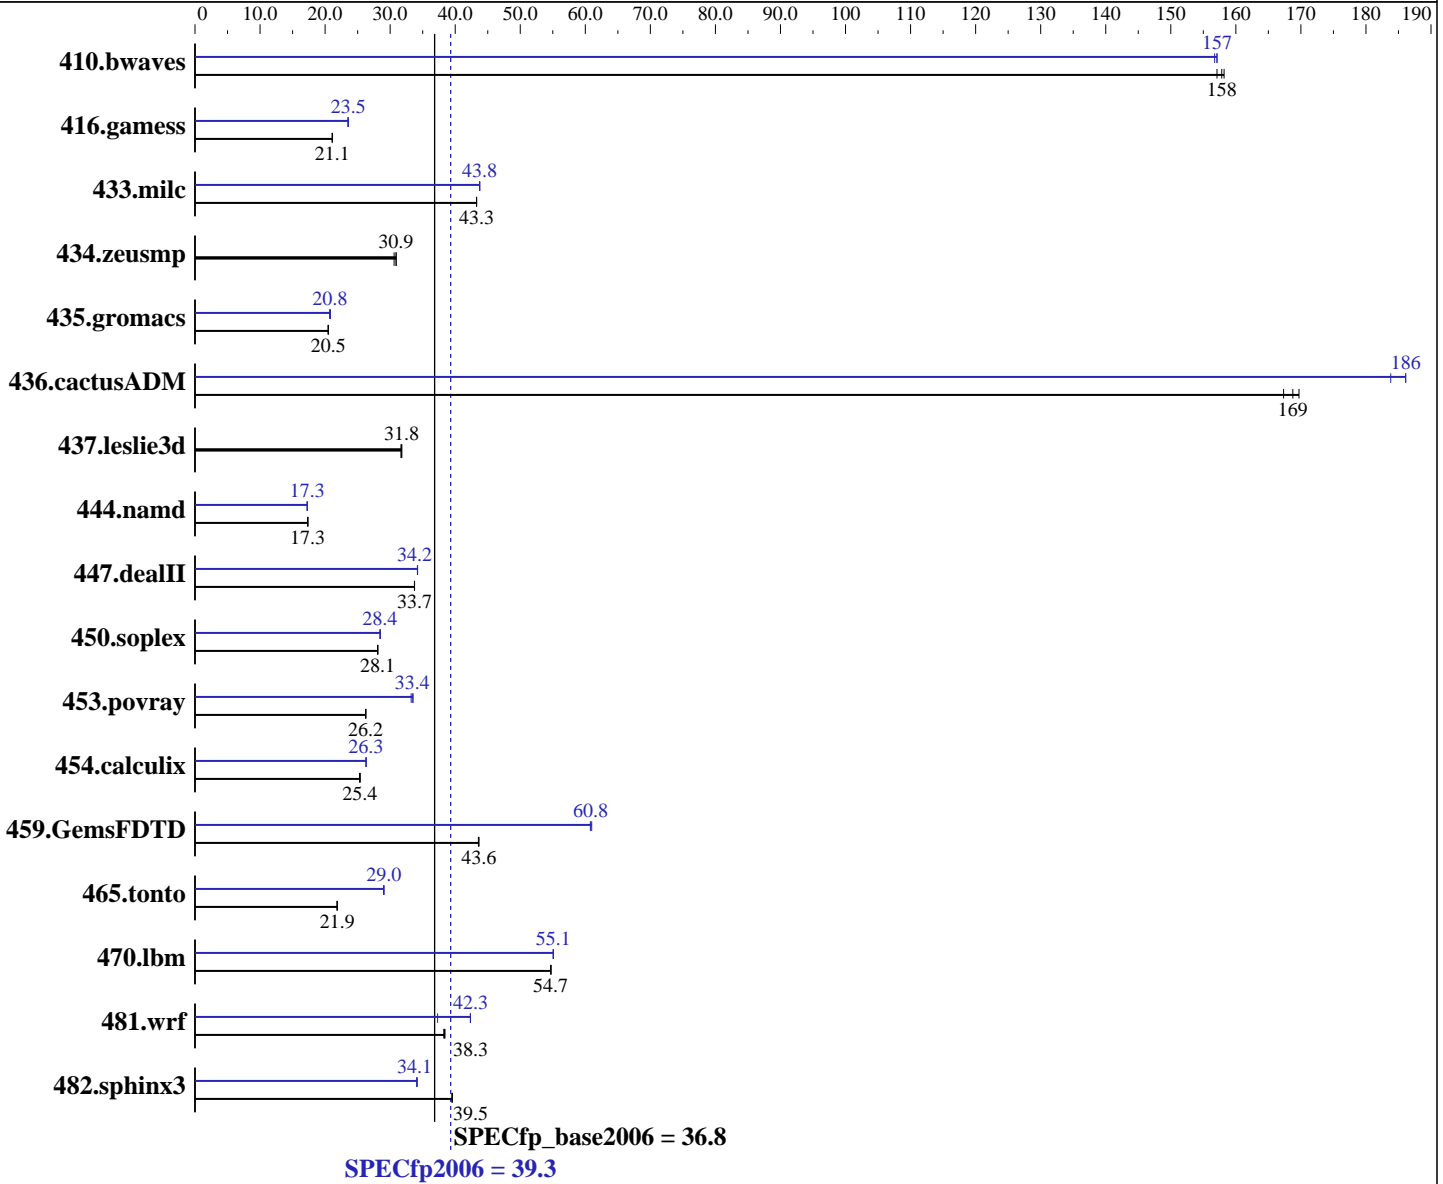 0 10.0 20.0 30.0 40.0 50.0 60.0 70.0 80.0 90.0 100 110 120 130 140 150 160 170 180 190
410.bwaves
157
158
416.gamess
23.5
21.1
433.milc
43.8
43.3
434.zeusmp
30.9
435.gromacs
20.8
20.5
436.cactusADM
186
169
437.leslie3d
31.8
444.namd
17.3
17.3
447.dealII
34.2
33.7
450.soplex
28.4
28.1
453.povray
33.4
26.2
454.calculix
26.3
25.4
459.GemsFDTD
60.8
43.6
465.tonto
29.0
21.9
470.lbm
55.1
54.7
481.wrf
42.3
38.3
482.sphinx3
34.1
39.5
SPECfp_base2006 = 36.8
SPECfp2006 = 39.3